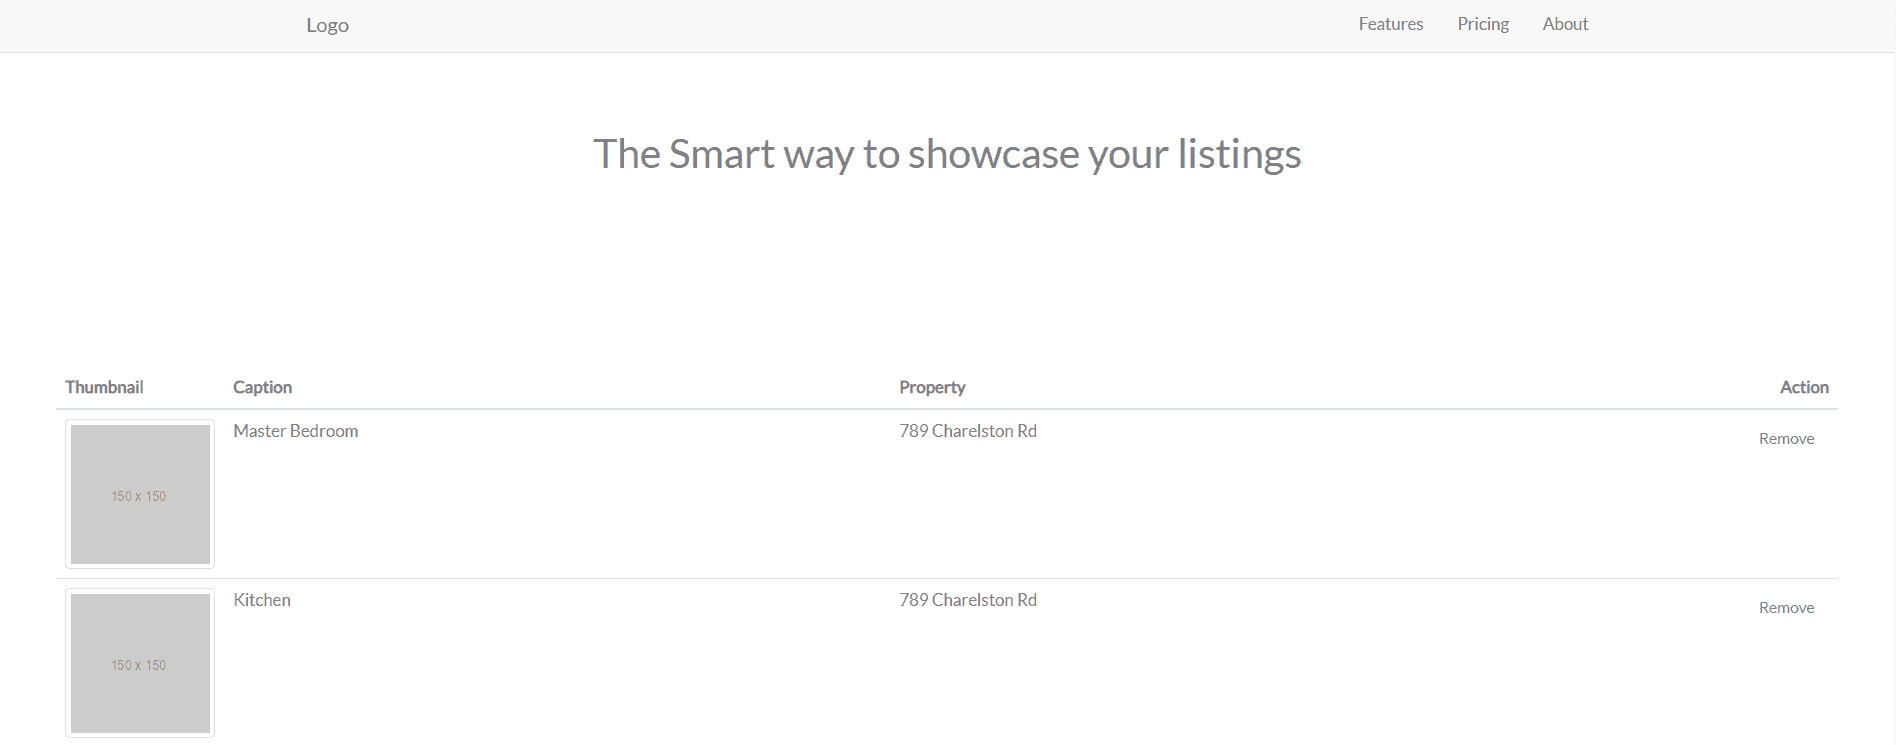 Logo Features Pricing About
The Smart way to showcase your listings
Thumbnail Caption Property Action
Master Bedroom 789 Charelston Rd Remove
150 x 150
Kitchen 789 Charelston Rd Remove
150 x 150